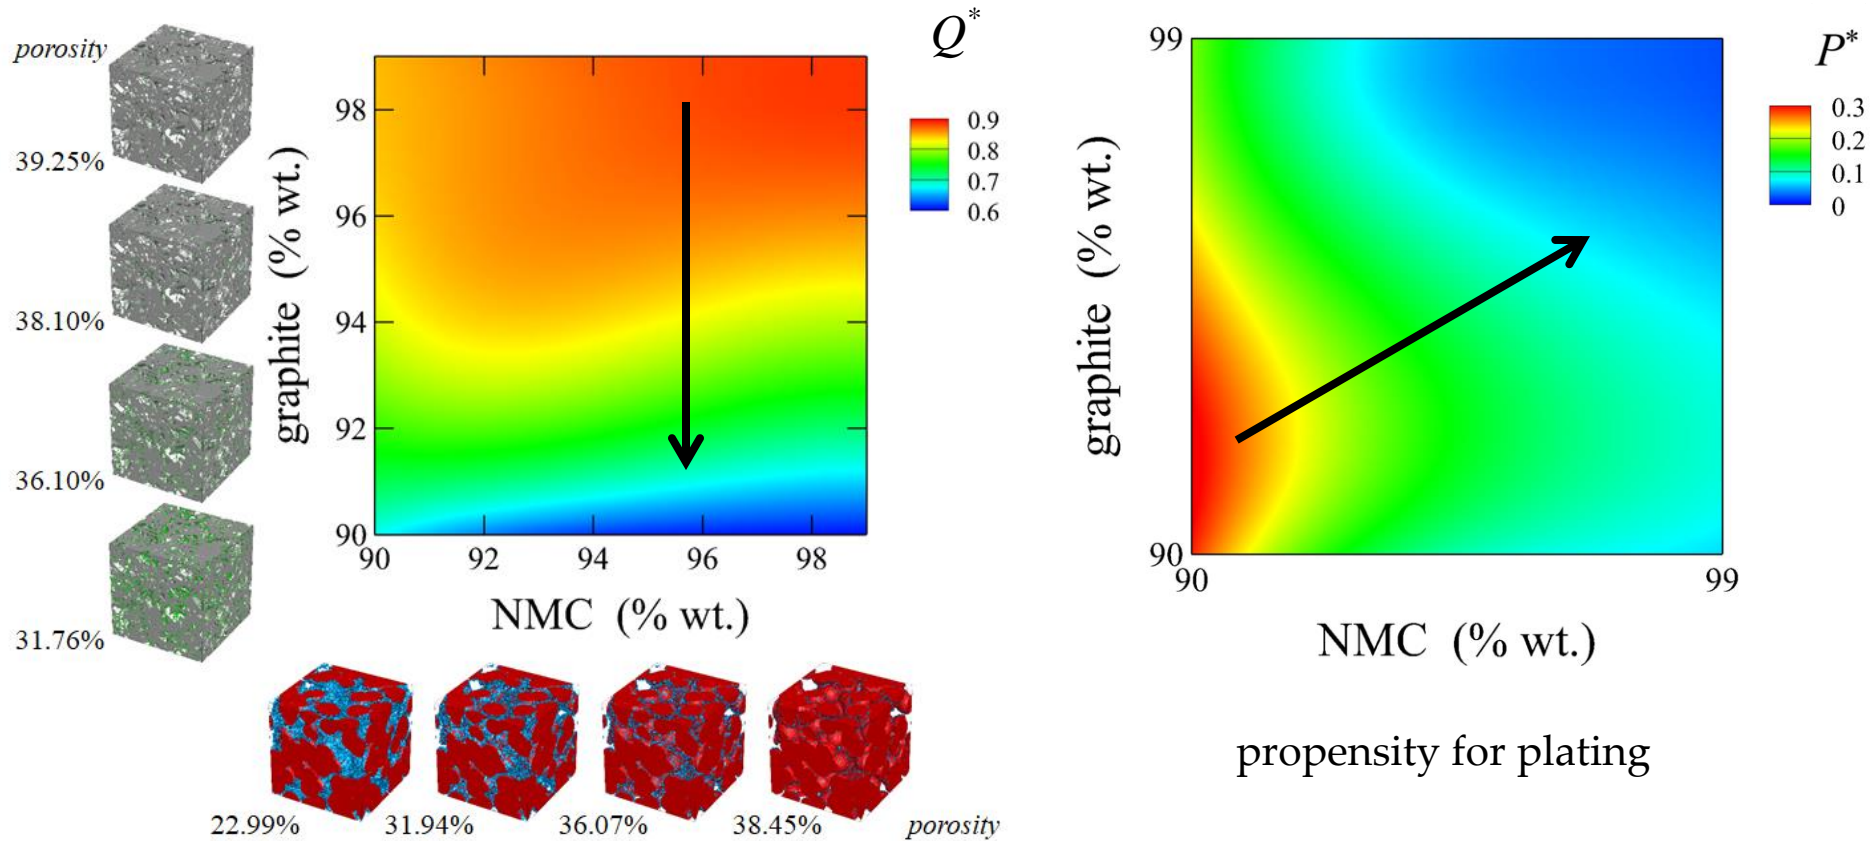 porosity
39.25%
38.10%
36.10%
31.76%
graphite (% wt.)
98
96
94
92
90
90 92 94 96 98
NMC (% wt.)
Q*
0.9
0.8
0.7
0.6
22.99% 31.94% 36.07% 38.45% porosity
99
graphite (% wt.)
90
90 99
NMC (% wt.)
P*
0.3
0.2
0.1
0
propensity for plating